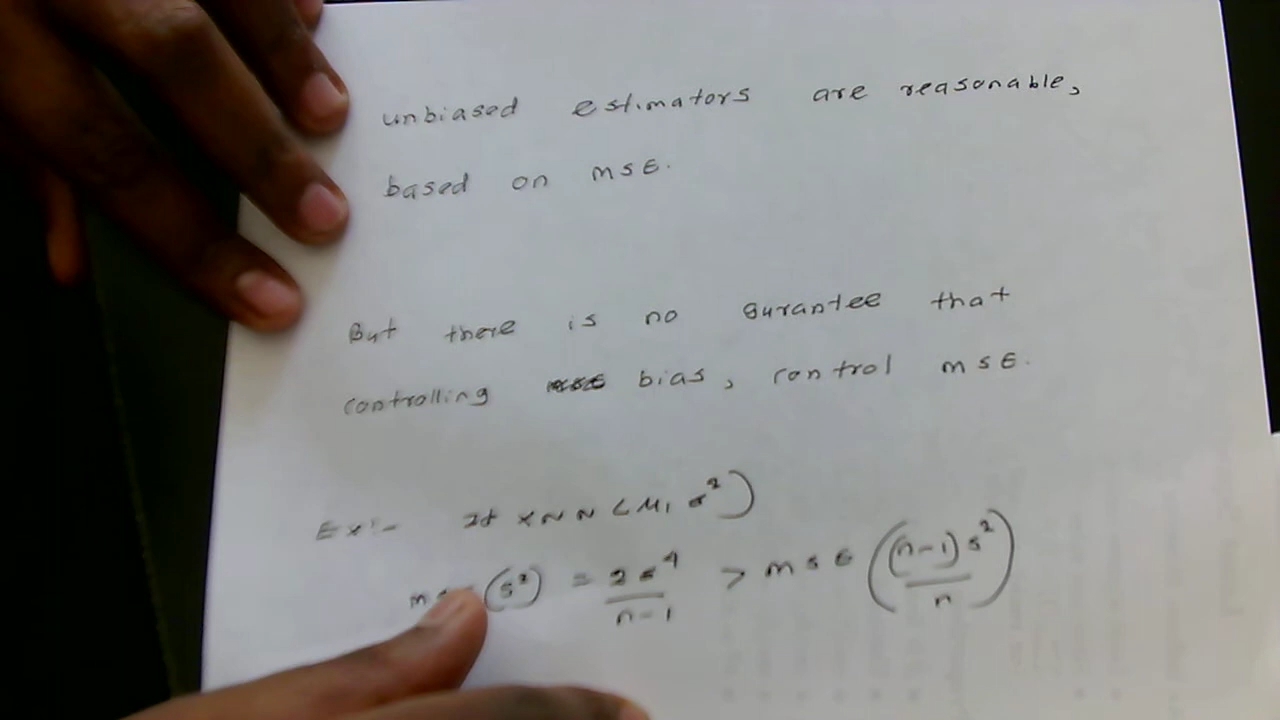 unbiased estimators are reasonable,
based on MSE.
But there is no gurantee that
controlling bias, control MSE.
Ex:- If X ~ N (μ, σ²)
(s²) = 2σ⁴/(n-1) > MSE ((n-1)s²/n)